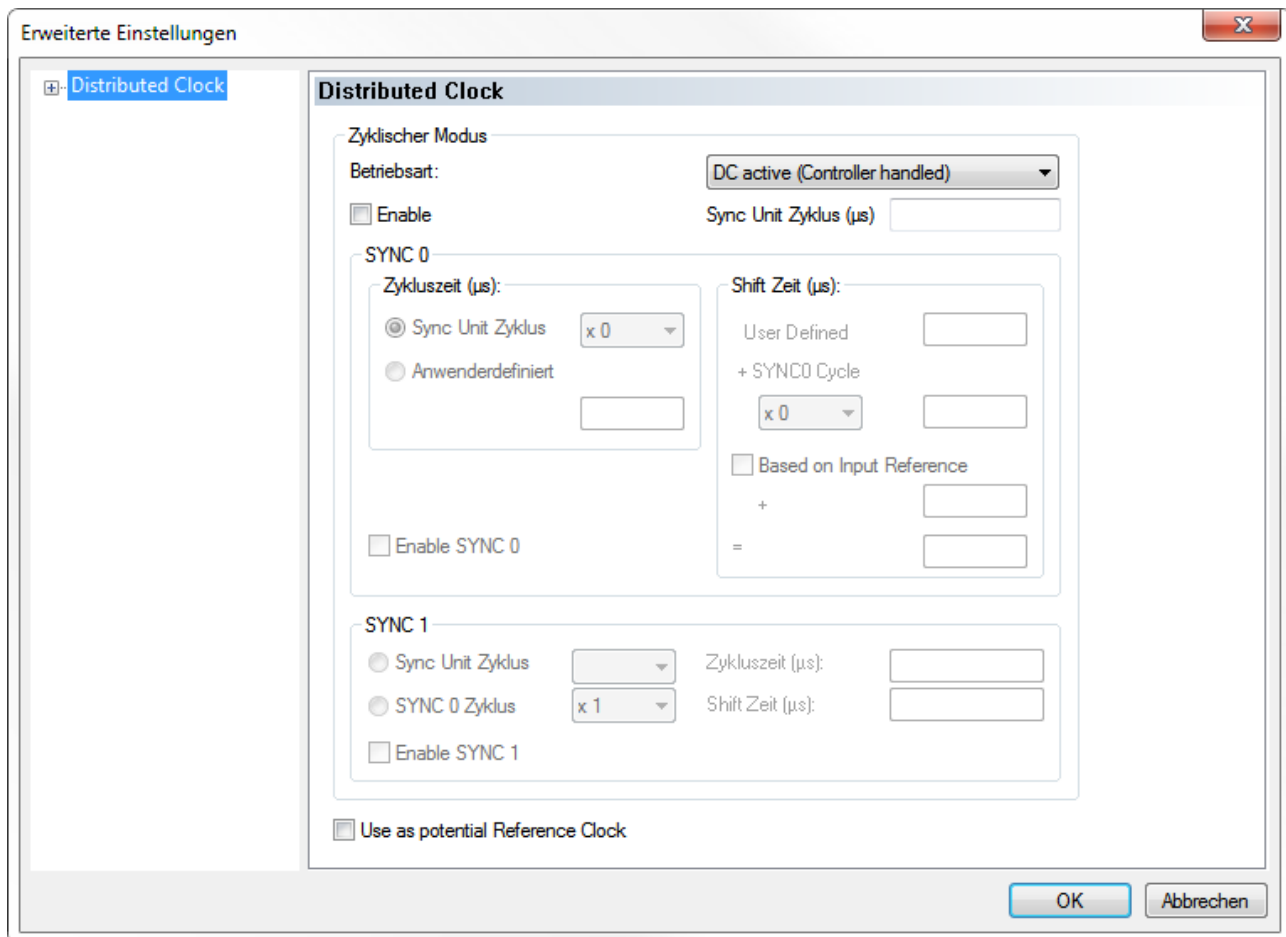 Erweiterte Einstellungen
Distributed Clock
Distributed Clock
Zyklischer Modus
Betriebsart:
DC active (Controller handled)
Enable
Sync Unit Zyklus (µs)
SYNC 0
Zykluszeit (µs):
Sync Unit Zyklus
x 0
Anwenderdefiniert
Enable SYNC 0
Shift Zeit (µs):
User Defined
+ SYNC0 Cycle
x 0
Based on Input Reference
+
=
SYNC 1
Sync Unit Zyklus
Zykluszeit (µs):
SYNC 0 Zyklus
x 1
Shift Zeit (µs):
Enable SYNC 1
Use as potential Reference Clock
OK
Abbrechen